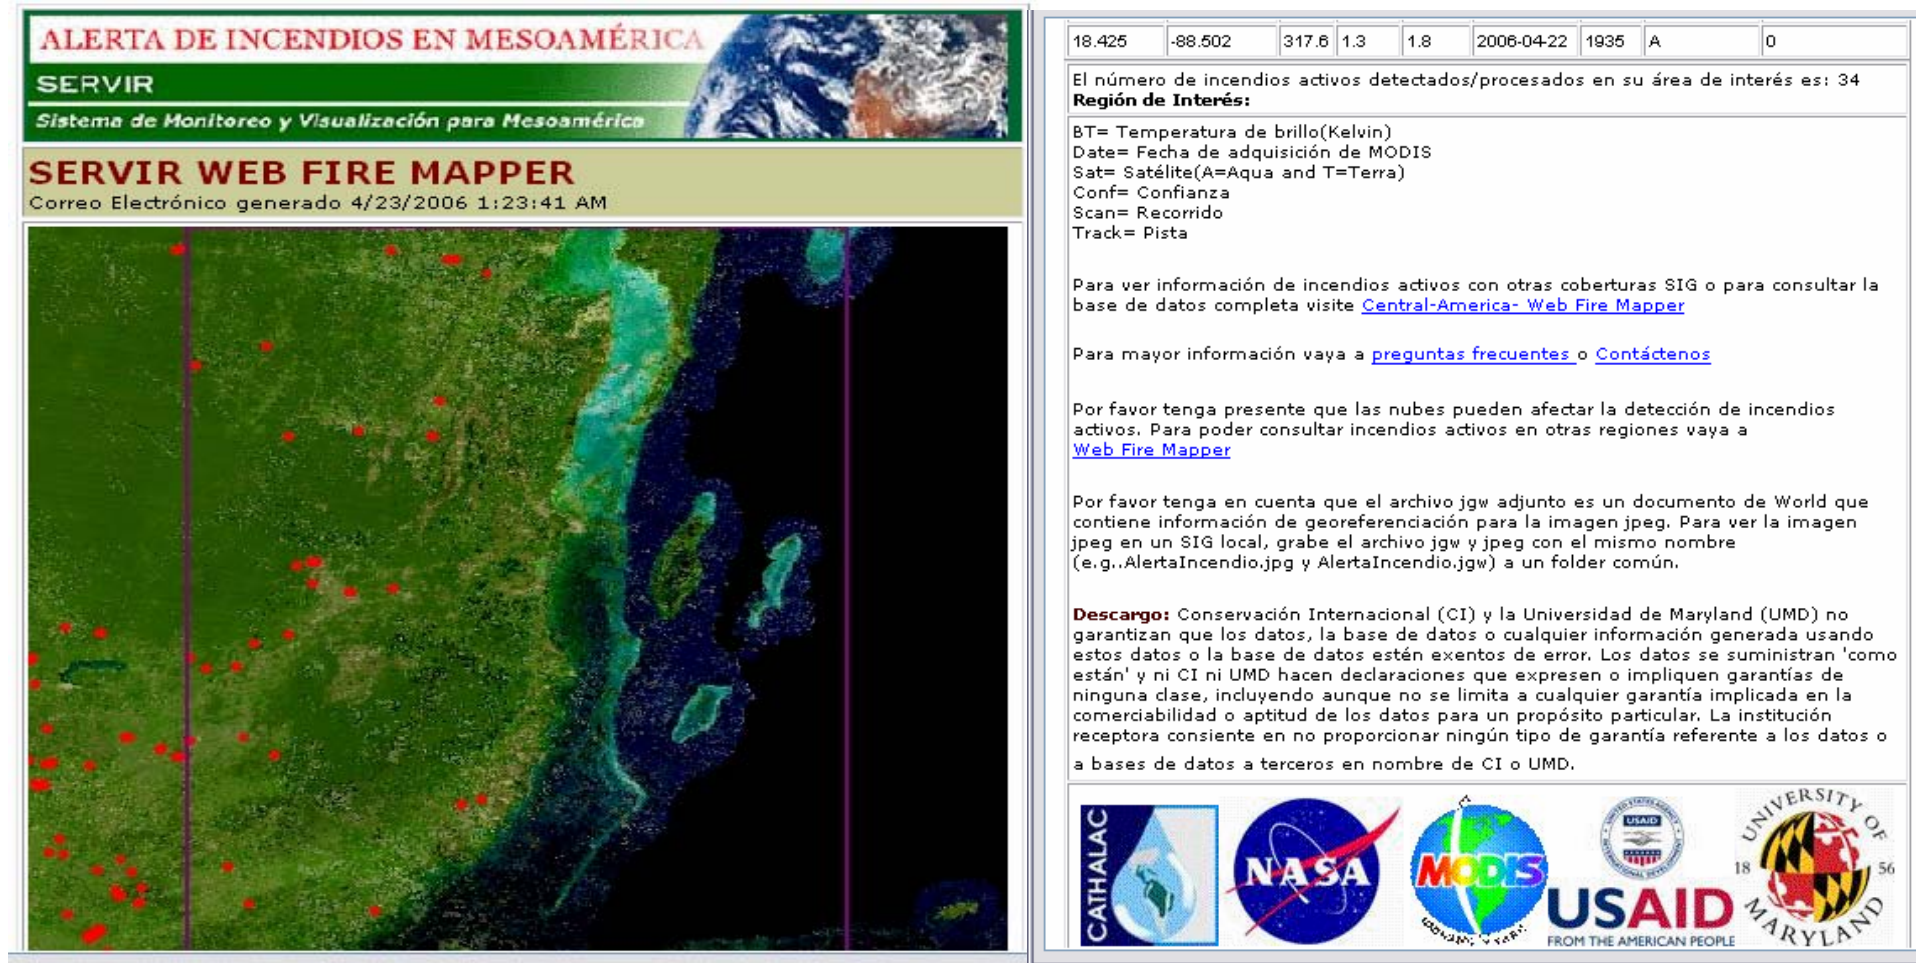 ALERTA DE INCENDIOS EN MESOAMÉRICA
SERVIR
Sistema de Monitoreo y Visualización para Mesoamérica
SERVIR WEB FIRE MAPPER
Correo Electrónico generado 4/23/2006 1:23:41 AM
18.425 -88.502 317.6 1.3 1.8 2006-04-22 1935 A 0
El número de incendios activos detectados/procesados en su área de interés es: 34
Región de Interés:
BT= Temperatura de brillo(Kelvin)
Date= Fecha de adquisición de MODIS
Sat= Satélite(A=Aqua and T=Terra)
Conf= Confianza
Scan= Recorrido
Track= Pista
Para ver información de incendios activos con otras coberturas SIG o para consultar la
base de datos completa visite Central-America- Web Fire Mapper
Para mayor información vaya a preguntas frecuentes o Contáctenos
Por favor tenga presente que las nubes pueden afectar la detección de incendios
activos. Para poder consultar incendios activos en otras regiones vaya a
Web Fire Mapper
Por favor tenga en cuenta que el archivo jgw adjunto es un documento de World que
contiene información de georeferenciación para la imagen jpeg. Para ver la imagen
jpeg en un SIG local, grabe el archivo jgw y jpeg con el mismo nombre
(e.g..AlertaIncendio.jpg y AlertaIncendio.jgw) a un folder común.
Descargo: Conservación Internacional (CI) y la Universidad de Maryland (UMD) no
garantizan que los datos, la base de datos o cualquier información generada usando
estos datos o la base de datos estén exentos de error. Los datos se suministran 'como
están' y ni CI ni UMD hacen declaraciones que expresen o impliquen garantías de
ninguna clase, incluyendo aunque no se limita a cualquier garantía implicada en la
comerciabilidad o aptitud de los datos para un propósito particular. La institución
receptora consiente en no proporcionar ningún tipo de garantía referente a los datos o
a bases de datos a terceros en nombre de CI o UMD.
CATHALAC
NASA
MODIS
USAID
USAID
FROM THE AMERICAN PEOPLE
UNIVERSITY OF
18 56
MARYLAND